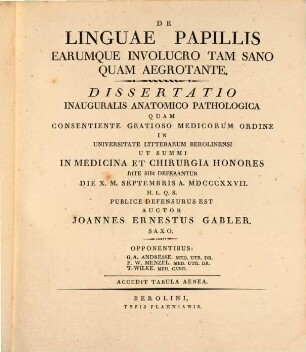 DE
LINGUAE PAPILLIS
EARUMQUE INVOLUCRO TAM SANO
QUAM AEGROTANTE.
DISSERTATIO
INAUGURALIS ANATOMICO PATHOLOGICA
QUAM
CONSENTIENTE GRATIOSO MEDICORUM ORDINE
IN
UNIVERSITATE LITTERARUM BEROLINENSI
UT SUMMI
IN MEDICINA ET CHIRURGIA HONORES
RITE SIBI DEFERANTUR
DIE X. M. SEPTEMBRIS A. MDCCCXXVII.
H. L. Q. S.
PUBLICE DEFENSURUS EST
AUCTOR
JOANNES ERNESTUS GABLER.
SAXO.
OPPONENTIBUS:
G. A. ANDRESSE. MED. UTR. DR.
F. W. MENZEL. MED. UTR. DR.
T. WILKE. MED. CAND.
ACCEDIT TABULA AENEA.
BEROLINI,
TYPIS PLAHNIANIS.